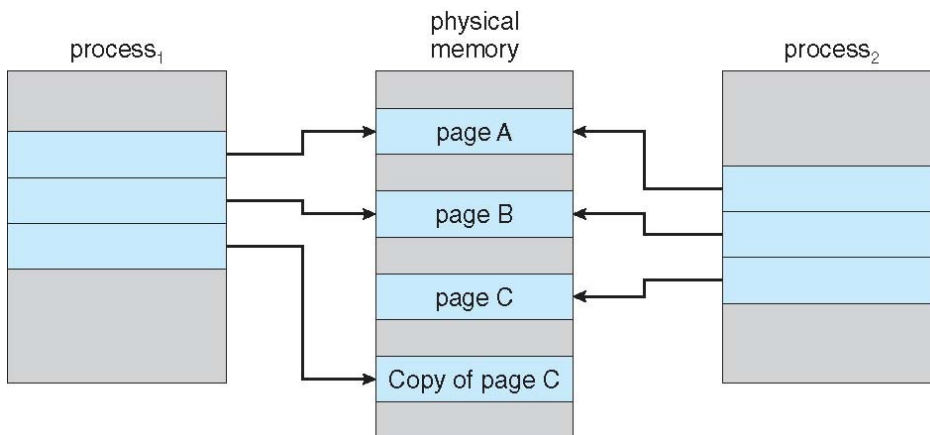 process₁
physical
memory
process₂
page A
page B
page C
Copy of page C